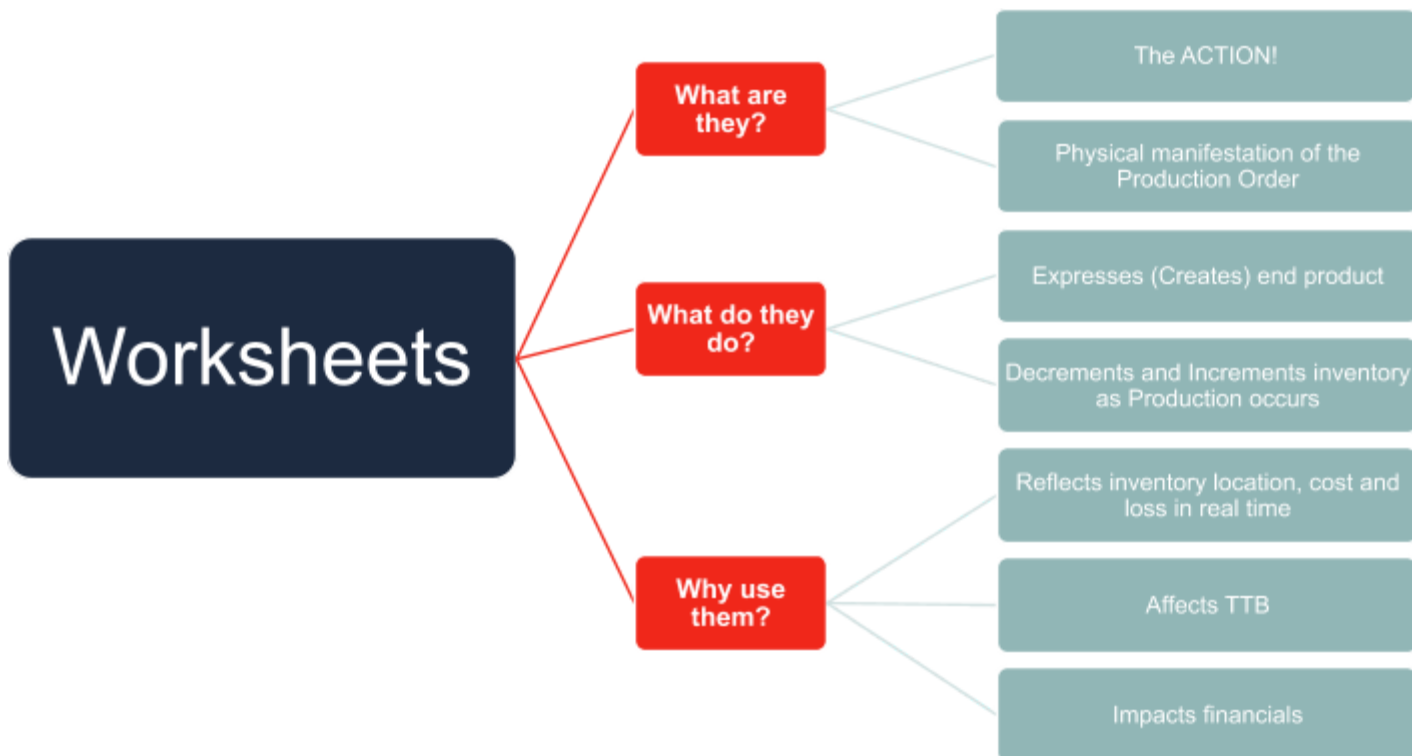 Worksheets
What are
they?
The ACTION!
Physical manifestation of the
Production Order
What do they
do?
Expresses (Creates) end product
Decrements and Increments inventory
as Production occurs
Why use
them?
Reflects inventory location, cost and
loss in real time
Affects TTB
Impacts financials